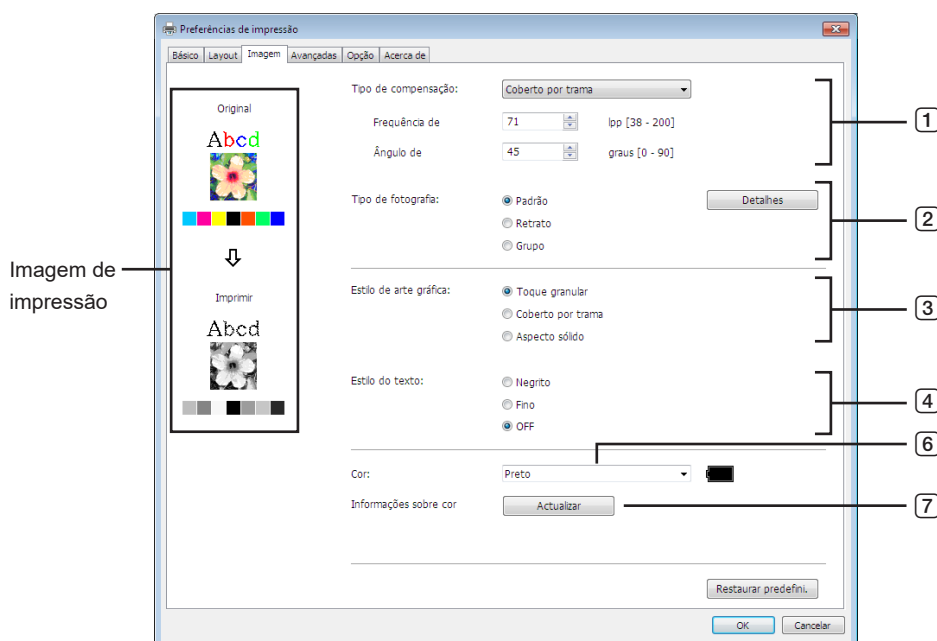 Preferências de impressão
Básico Layout Imagem Avançadas Opção Acerca de
Original
Abcd
Imprimir
Abcd
Imagem de
impressão
Tipo de compensação: Coberto por trama
Frequência de 71 lpp [38 - 200]
Ângulo de 45 graus [0 - 90]
1
Tipo de fotografia: Padrão Detalhes
Retrato
Grupo
2
Estilo de arte gráfica: Toque granular
Coberto por trama
Aspecto sólido
3
Estilo do texto: Negrito
Fino
OFF
4
6
Cor: Preto
Informações sobre cor Actualizar
7
Restaurar predefini.
OK Cancelar